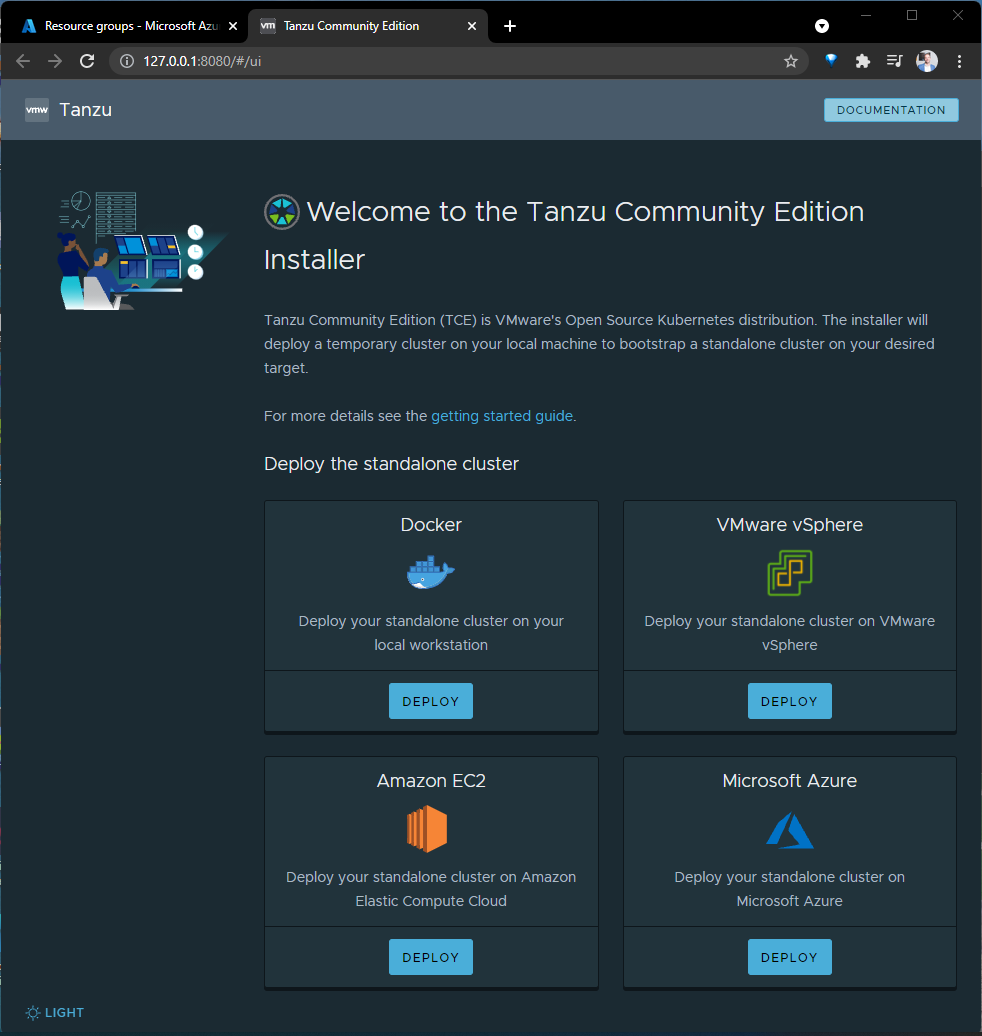 Resource groups - Microsoft Azu
Tanzu Community Edition
127.0.0.1:8080/#/ui
vmw Tanzu
DOCUMENTATION
Welcome to the Tanzu Community Edition
Installer
Tanzu Community Edition (TCE) is VMware's Open Source Kubernetes distribution. The installer will
deploy a temporary cluster on your local machine to bootstrap a standalone cluster on your desired
target.
For more details see the getting started guide.
Deploy the standalone cluster
Docker
Deploy your standalone cluster on your
local workstation
DEPLOY
VMware vSphere
Deploy your standalone cluster on VMware
vSphere
DEPLOY
Amazon EC2
Deploy your standalone cluster on Amazon
Elastic Compute Cloud
DEPLOY
Microsoft Azure
Deploy your standalone cluster on
Microsoft Azure
DEPLOY
LIGHT